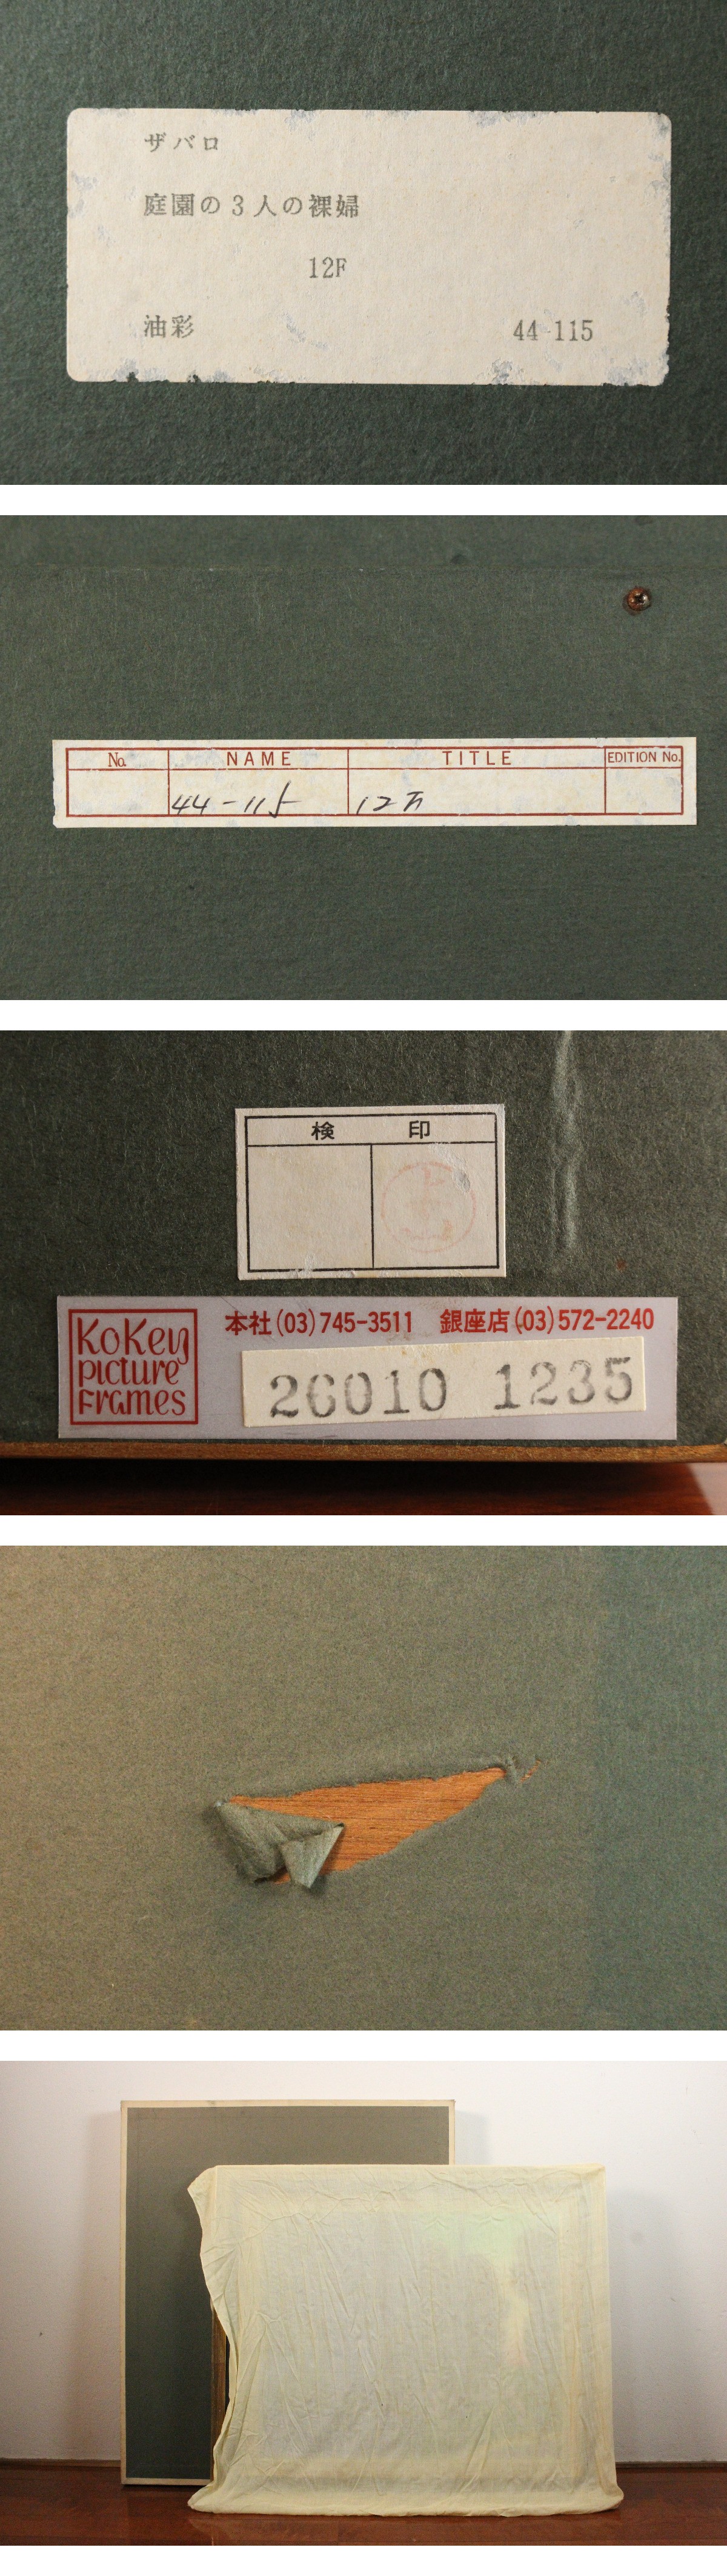 ザバロ
庭園の3人の裸婦
12F
油彩 44-115
No. NAME TITLE EDITION No.
44-115 12
検 印
上
KoKey
picture
Frames
本社(03)745-3511 銀座店(03)572-2240
26010 1235